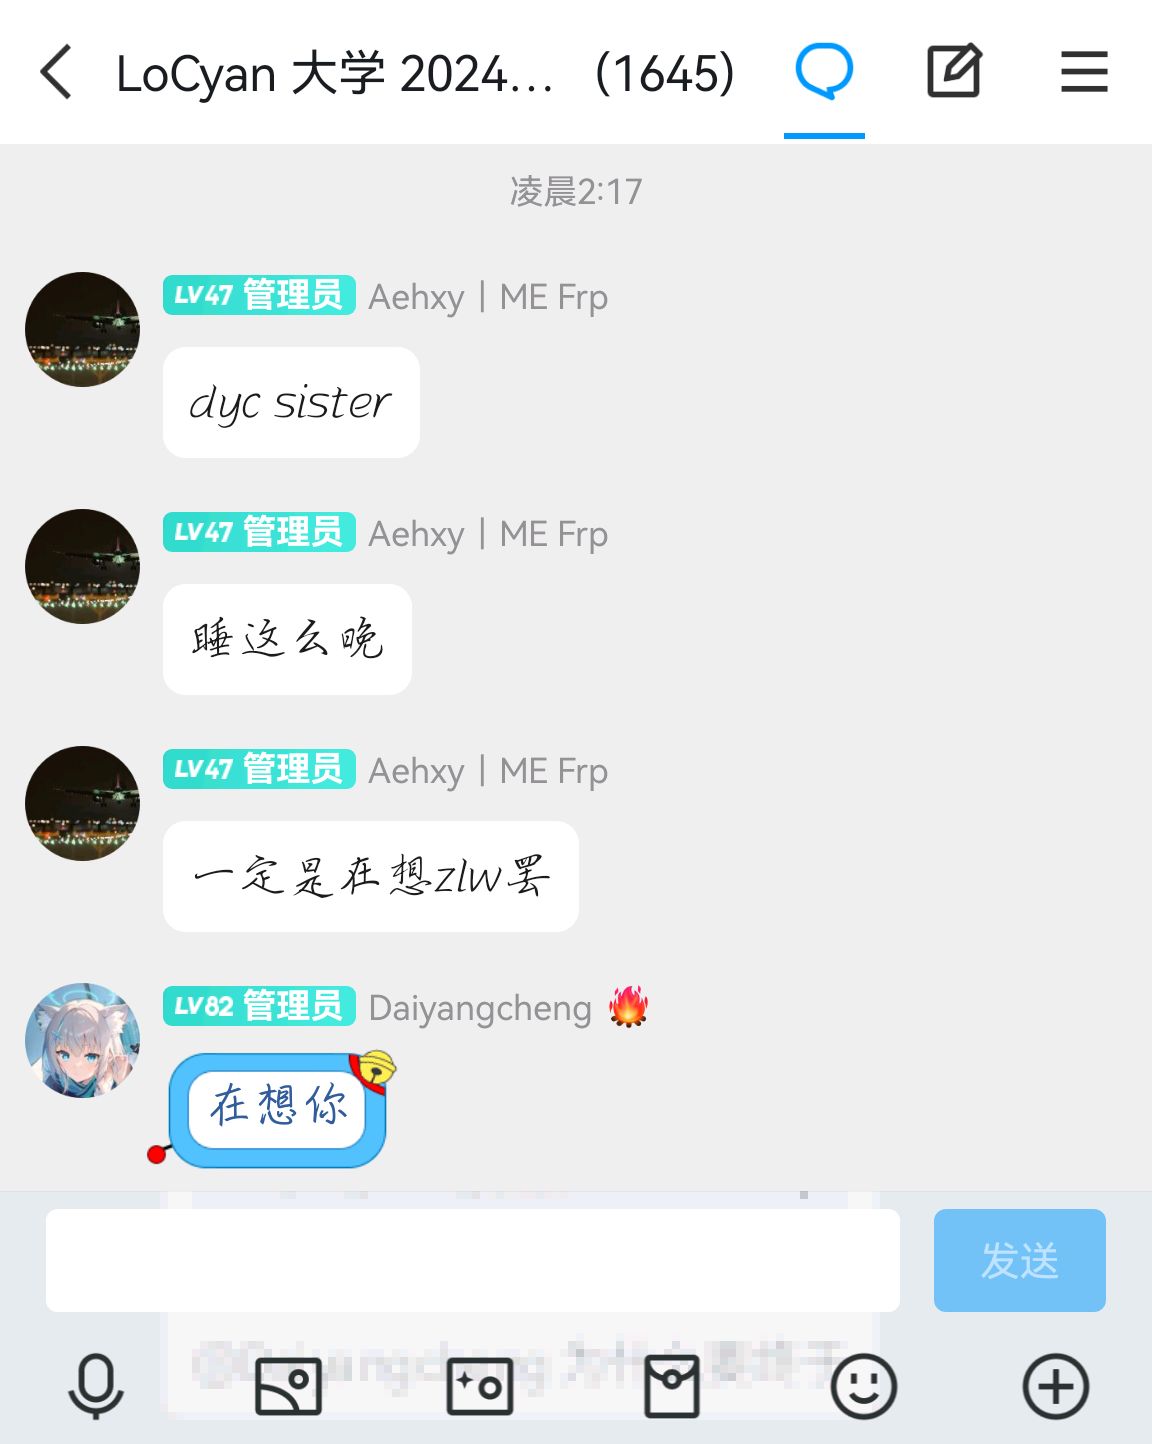 LoCyan 大学 2024... (1645)
凌晨2:17
LV47 管理员 Aehxy｜ME Frp
dyc sister
LV47 管理员 Aehxy｜ME Frp
睡这么晚
LV47 管理员 Aehxy｜ME Frp
一定是在想zlw罢
LV82 管理员 Daiyangcheng 🔥
在想你
发送